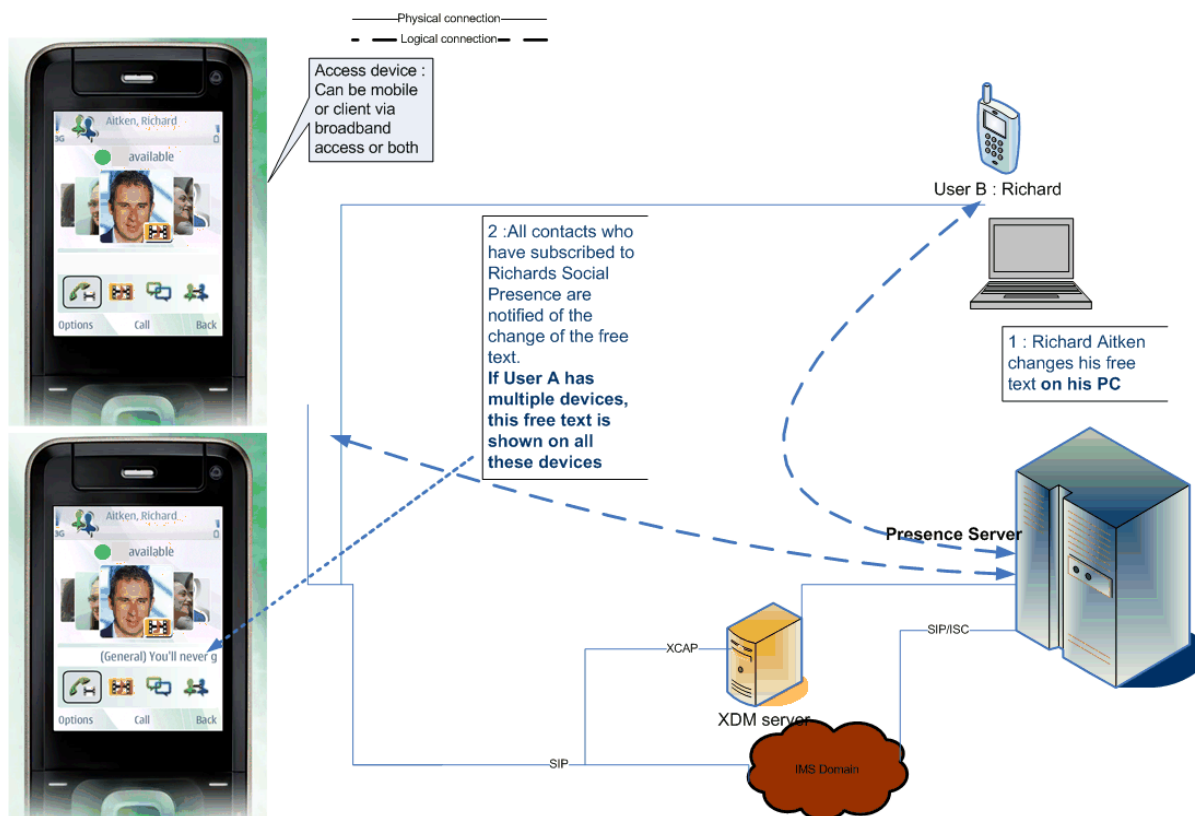 Physical connection
Logical connection
Access device :
Can be mobile
or client via
broadband
access or both
Aitken, Richard
3G
available
Options Call Back
User B : Richard
2 :All contacts who
have subscribed to
Richards Social
Presence are
notified of the
change of the free
text.
If User A has
multiple devices,
this free text is
shown on all
these devices
1 : Richard Aitken
changes his free
text on his PC
Aitken, Richard
3G
available
(General) You'll never g
Options Call Back
Presence Server
SIP/ISC
XCAP
XDM server
SIP
IMS Domain